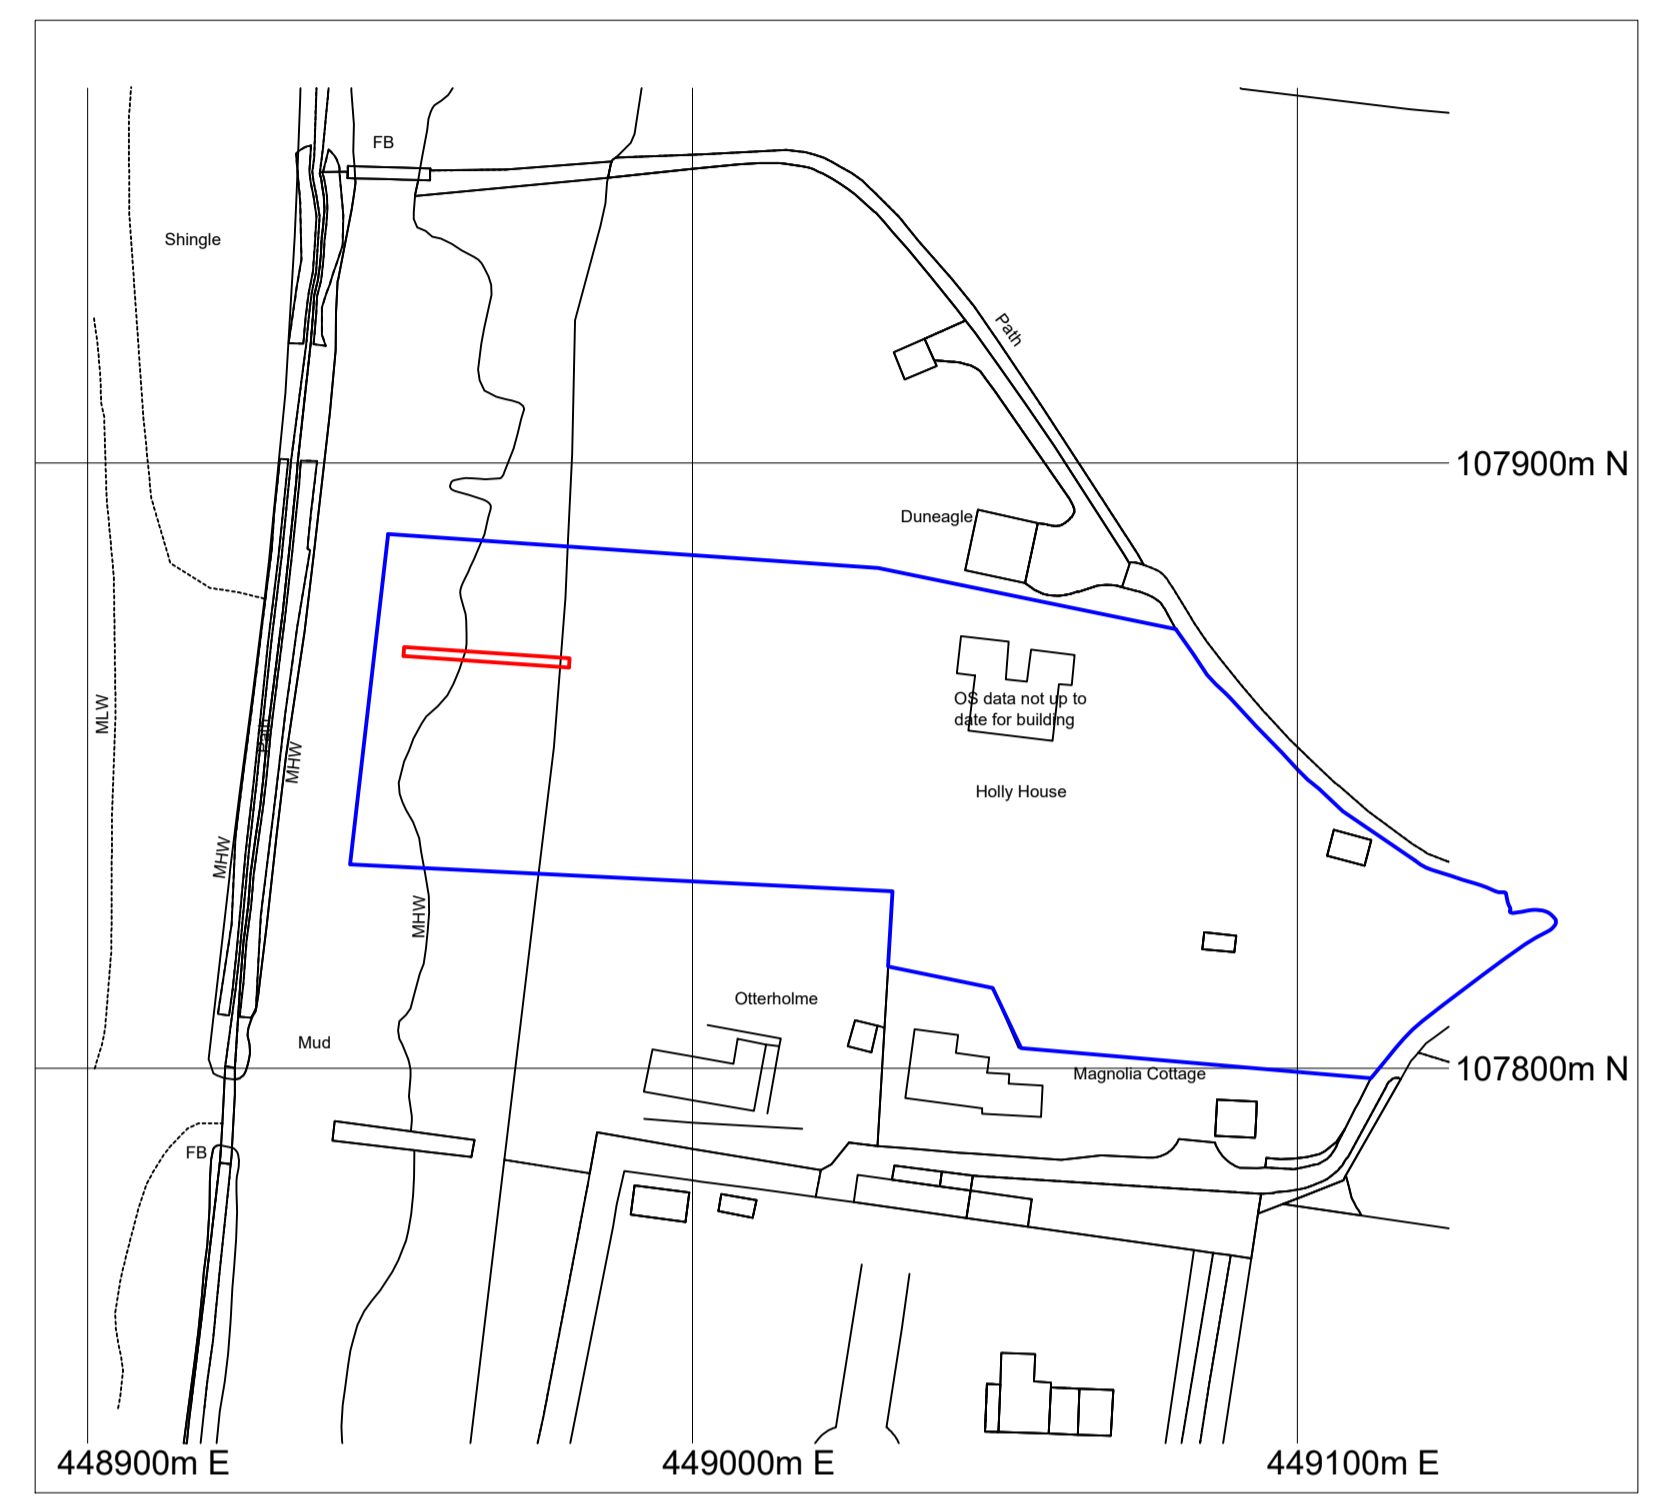 FB
Shingle
Path
107900m N
Duneagle
MLW
OS data not up to
date for building
Path
MHW
Holly House
MHW
MHW
Otterholme
Mud
Magnolia Cottage
107800m N
FB
448900m E
449000m E
449100m E